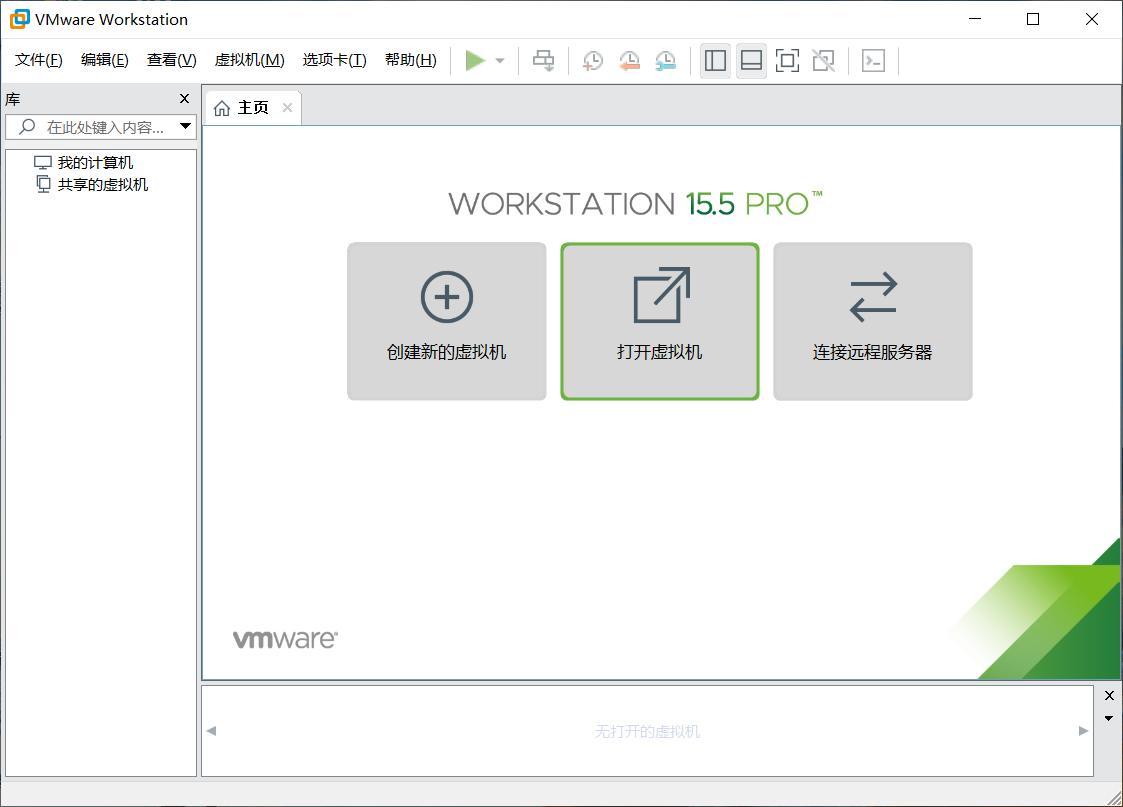 VMware Workstation
文件(F) 编辑(E) 查看(V) 虚拟机(M) 选项卡(T) 帮助(H)
库
在此处键入内容...
我的计算机
共享的虚拟机
主页
WORKSTATION 15.5 PRO™
创建新的虚拟机
打开虚拟机
连接远程服务器
vmware®
无打开的虚拟机